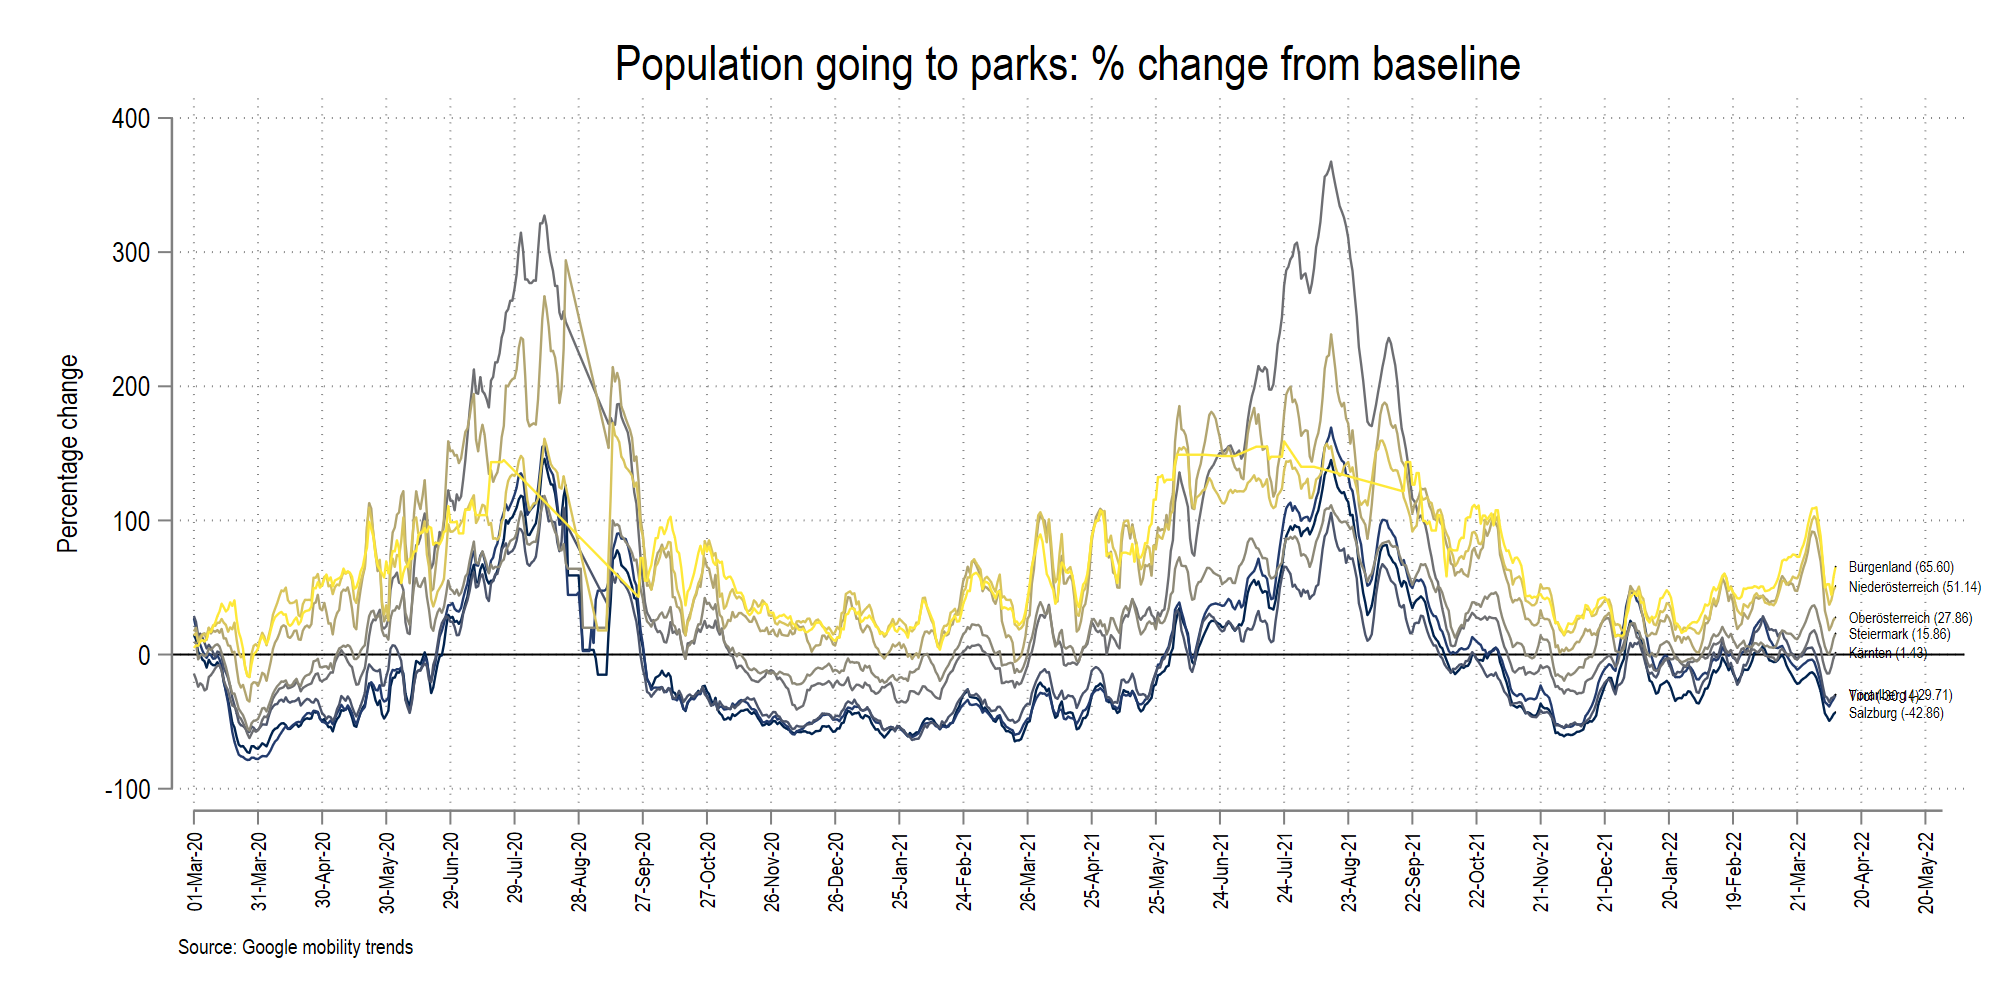 Population going to parks: % change from baseline
Percentage change
400
300
200
100
0
-100
Burgenland (65.60)
Niederösterreich (51.14)
Oberösterreich (27.86)
Steiermark (15.86)
Kärnten (1.43)
Vorarlberg (-29.71)
Salzburg (-42.86)
01-Mar-20
31-Mar-20
30-Apr-20
30-May-20
29-Jun-20
29-Jul-20
28-Aug-20
27-Sep-20
27-Oct-20
26-Nov-20
26-Dec-20
25-Jan-21
24-Feb-21
26-Mar-21
25-Apr-21
25-May-21
24-Jun-21
24-Jul-21
23-Aug-21
22-Sep-21
22-Oct-21
21-Nov-21
21-Dec-21
20-Jan-22
19-Feb-22
21-Mar-22
20-Apr-22
20-May-22
Source: Google mobility trends